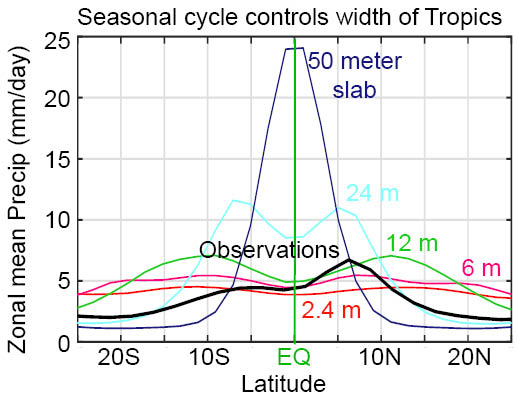 Seasonal cycle controls width of Tropics
Zonal mean Precip (mm/day)
25
20
15
10
5
0
50 meter
slab
24 m
Observations
12 m
6 m
2.4 m
20S
10S
EQ
10N
20N
Latitude